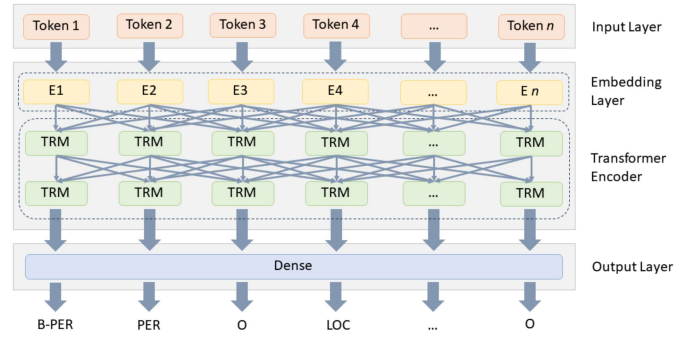 Token 1 Token 2 Token 3 Token 4 ... Token n Input Layer
E1 E2 E3 E4 ... E n Embedding
Layer
TRM TRM TRM TRM ... TRM Transformer
Encoder
TRM TRM TRM TRM ... TRM
Dense Output Layer
B-PER PER O LOC ... O